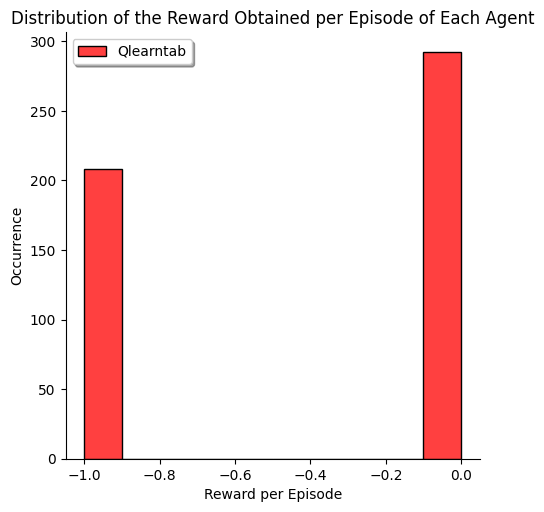 Distribution of the Reward Obtained per Episode of Each Agent
Qlearntab
Occurrence
300
250
200
150
100
50
0
−1.0 −0.8 −0.6 −0.4 −0.2 0.0
Reward per Episode